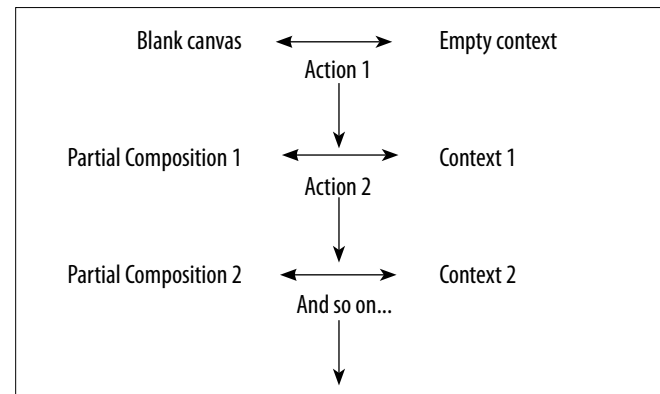 Blank canvas Empty context
Action 1
Partial Composition 1 Context 1
Action 2
Partial Composition 2 Context 2
And so on...